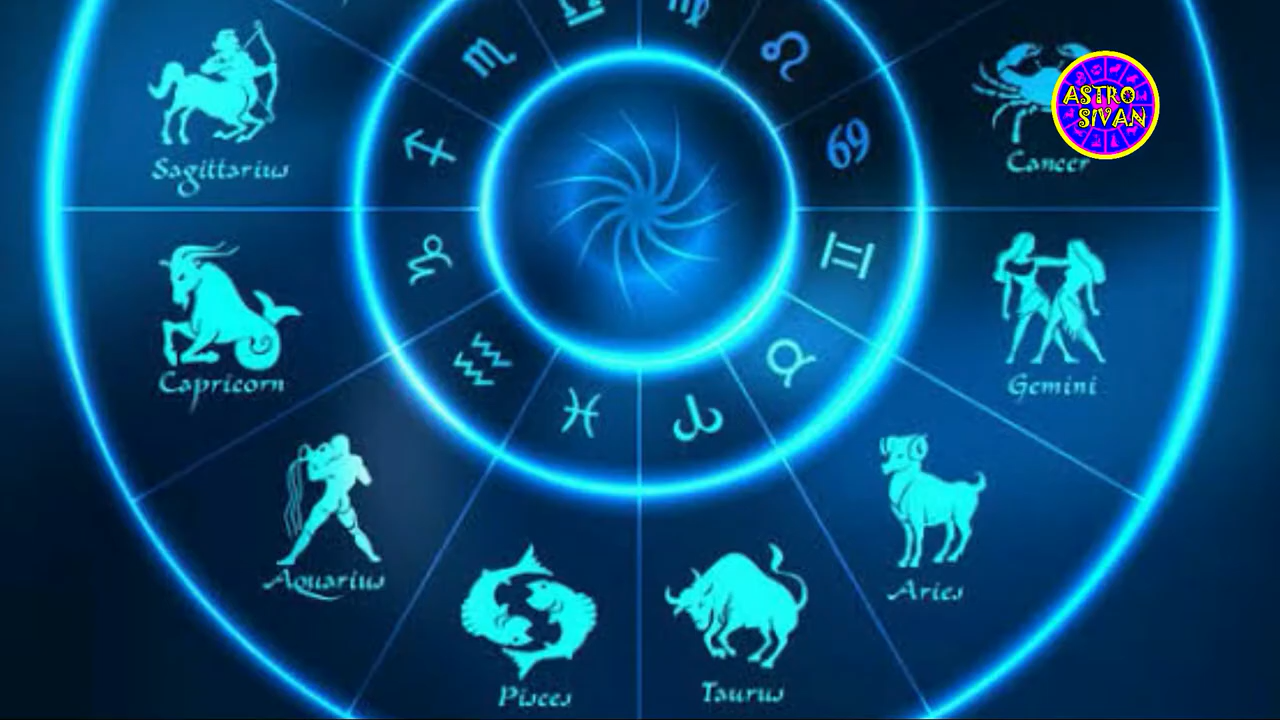 ASTRO
SIVAN
Sagittarius
Cancer
Capricorn
Gemini
Aquarius
Aries
Pisces
Taurus